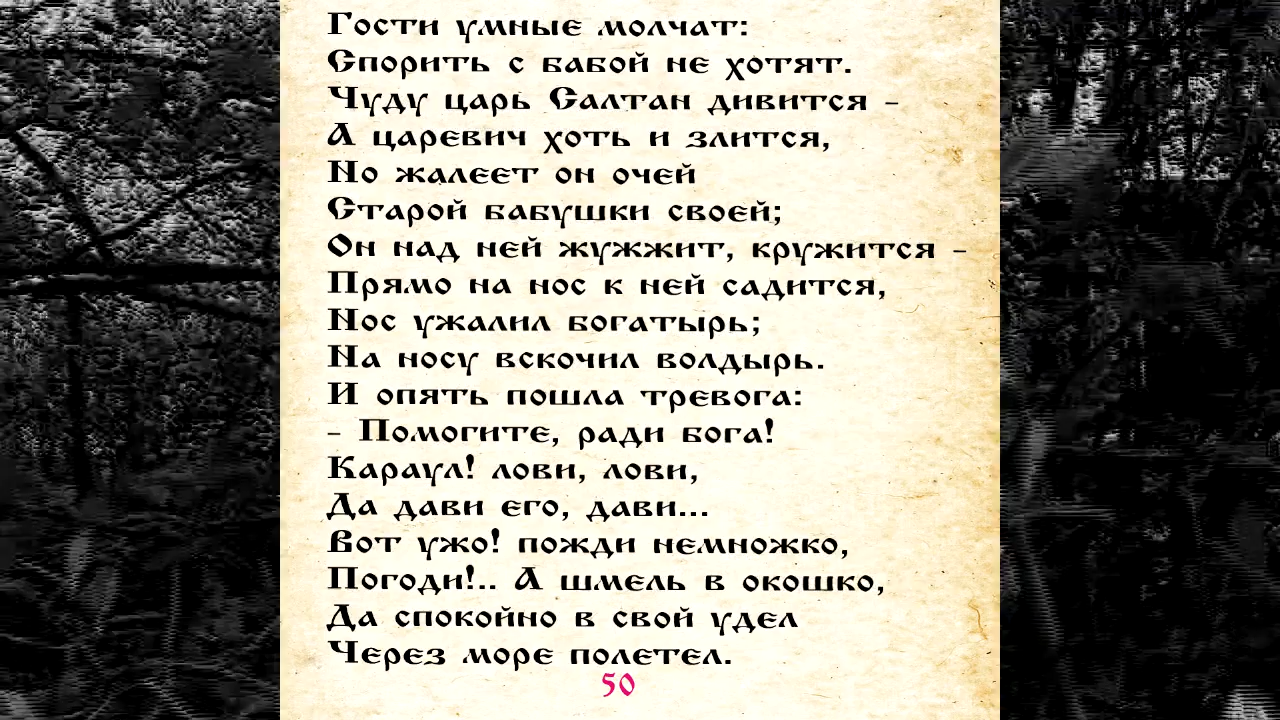 Гости умные молчат:
Спорить с бабой не хотят.
Чуду царь Салтан дивится –
А царевич хоть и злится,
Но жалеет он очей
Старой бабушки своей;
Он над ней жужжит, кружится –
Прямо на нос к ней садится,
Нос ужалил богатырь;
На носу вскочил волдырь.
И опять пошла тревога:
– Помогите, ради бога!
Караул! лови, лови,
Да дави его, дави...
Вот ужо! пожди немножко,
Погоди!.. А шмель в окошко,
Да спокойно в свой удел
Через море полетел.
50